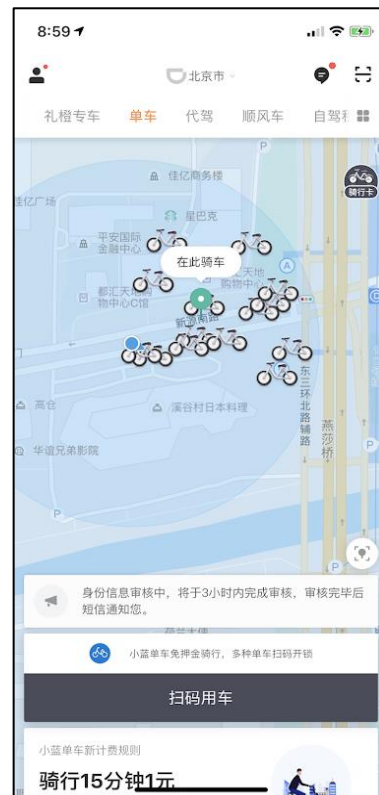 8:59
北京市
礼橙专车 单车 代驾 顺风车 自驾
P
佳亿商务楼
骑行卡
佳亿广场
星巴克
平安国际
金融中心
在此骑车
汇天地
购物中心
A
都汇天地购
物中心C馆
新源南路
东三环北路辅路
燕莎桥
高仓
溪谷村日本料理
华谊兄弟影院
P
P
身份信息审核中，将于3小时内完成审核，审核完毕后
短信通知您。
小蓝单车免押金骑行，多种单车扫码开锁
扫码用车
小蓝单车新计费规则
骑行15分钟1元